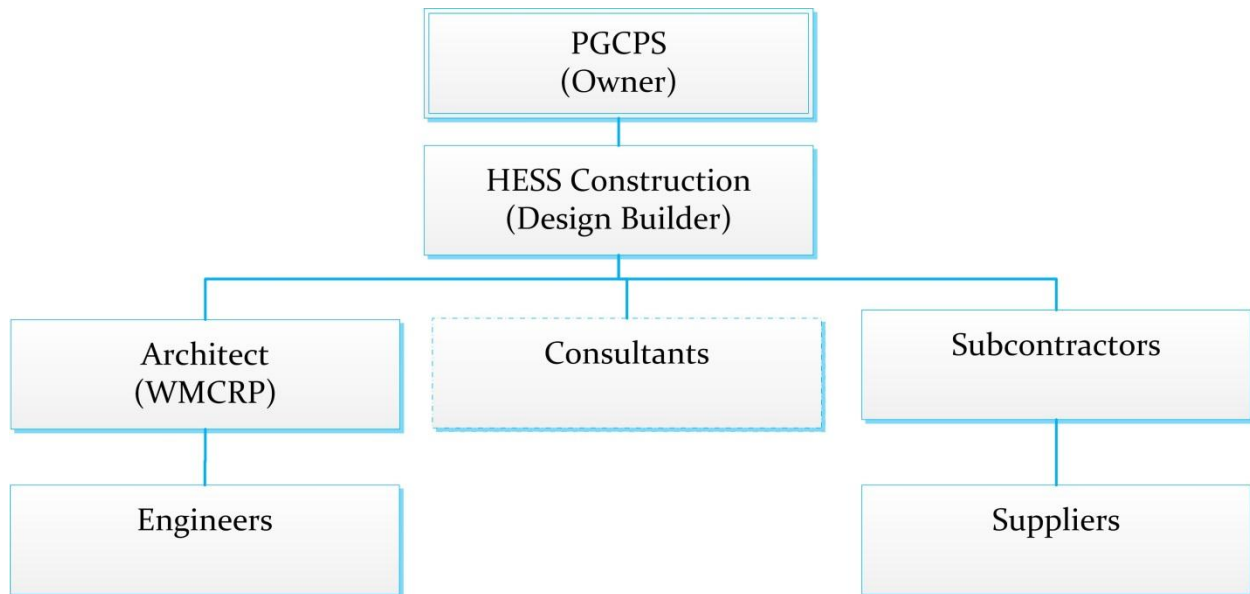 PGCPS
(Owner)
HESS Construction
(Design Builder)
Architect
(WMCRP)
Consultants
Subcontractors
Engineers
Suppliers